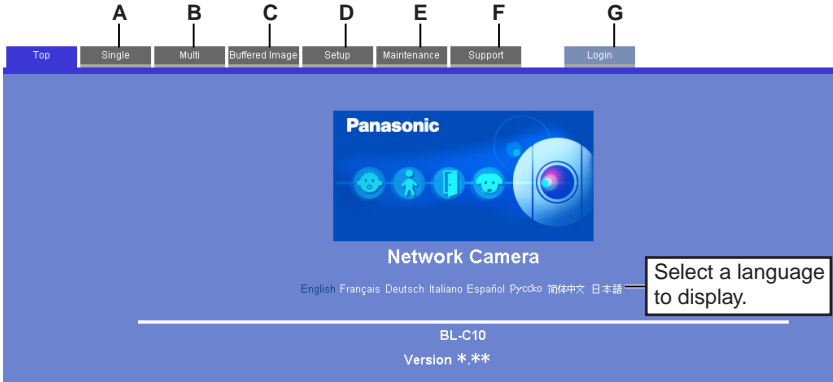 A B C D E F G
Top Single Multi Buffered Image Setup Maintenance Support Login
Panasonic
Network Camera
English Français Deutsch Italiano Español Русско 简体中文 日本語
Select a language
to display.
BL-C10
Version *.**